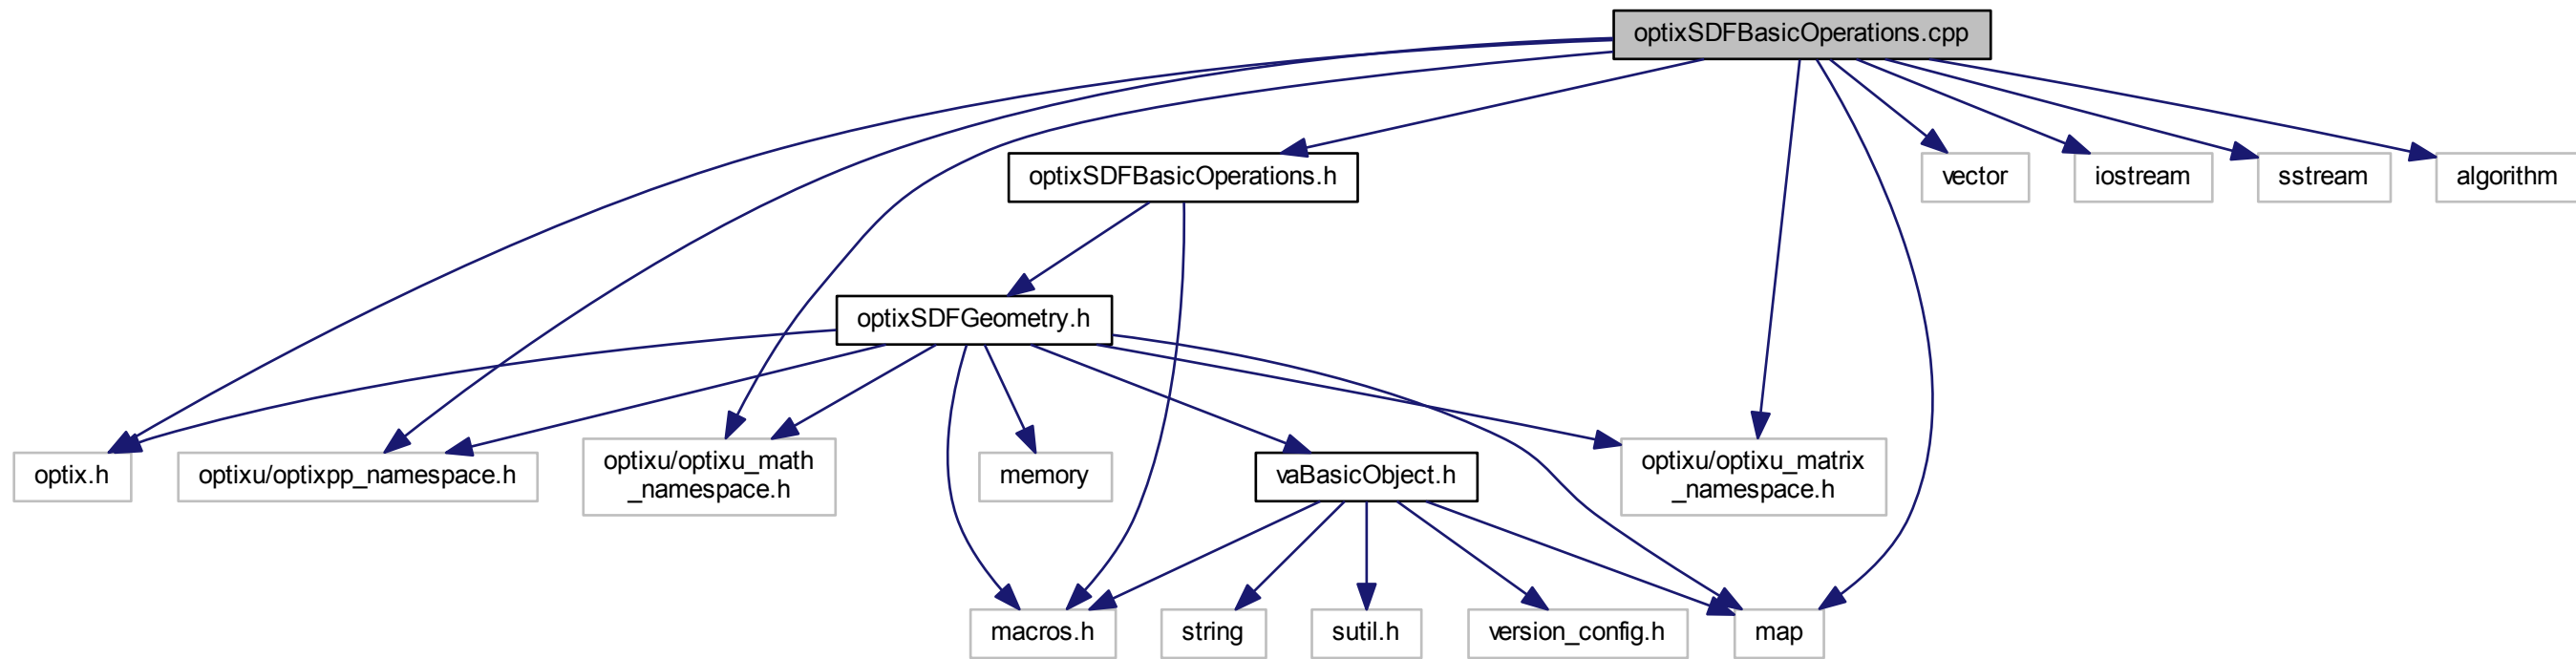 optixSDFBasicOperations.cpp
optixSDFBasicOperations.h
vector
iostream
sstream
algorithm
optixSDFGeometry.h
optix.h
optixu/optixpp_namespace.h
optixu/optixu_math
_namespace.h
memory
vaBasicObject.h
optixu/optixu_matrix
_namespace.h
macros.h
string
sutil.h
version_config.h
map